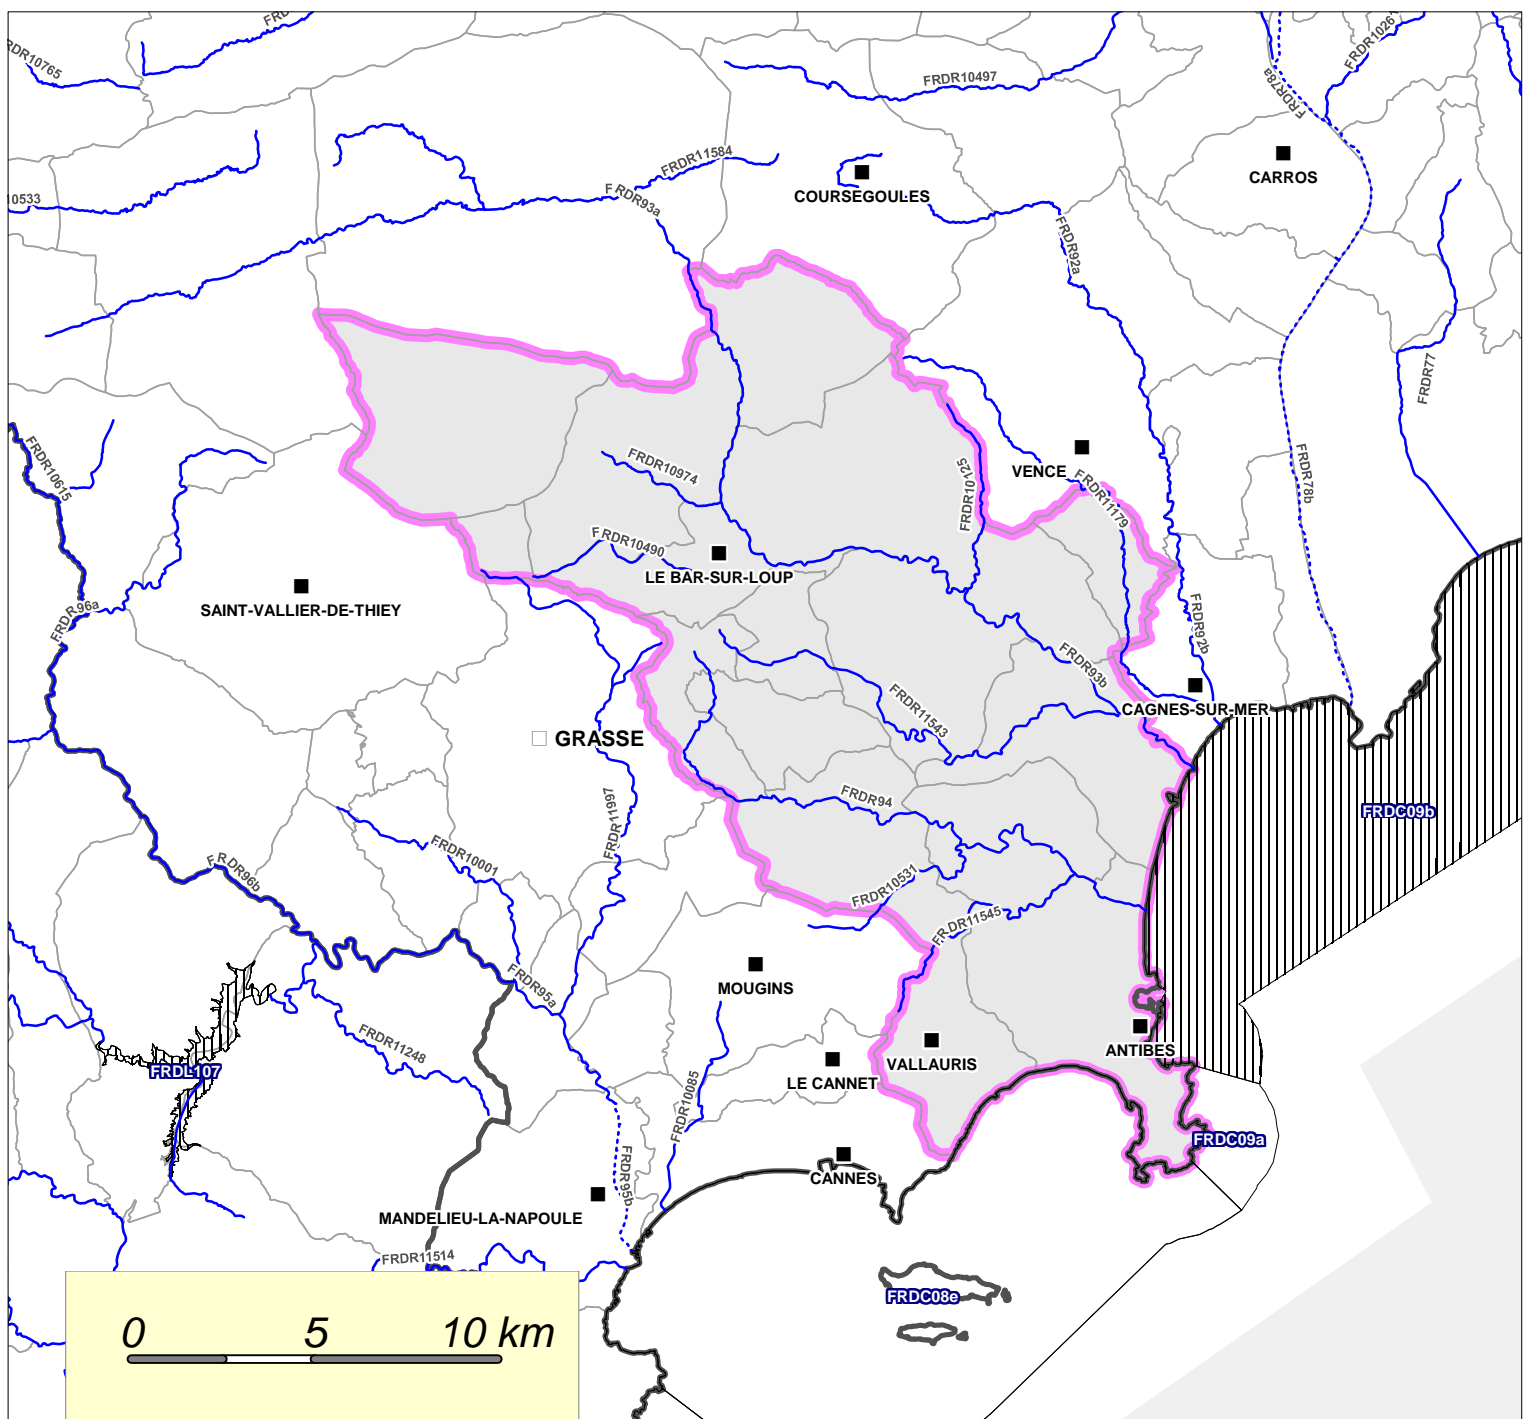 FRDR10765
FRDR1026
FRDR10497
FRDR78a
FRDR11584
CARROS
COURSEGOULES
10533
FRDR93a
FRDR92a
FRDR77
FRDR10615
FRDR10974
FRDR10125
VENCE
FRDR11179
FRDR78b
FRDR10490
LE BAR-SUR-LOUP
SAINT-VALLIER-DE-THIEY
FRDR96a
FRDR92b
FRDR93b
FRDR11543
CAGNES-SUR-MER
GRASSE
FRDR94
FRDC09b
FRDR11997
FRDR10001
FRDR96b
FRDR10531
FRDR11545
FRDR95a
MOUGINS
FRDR11248
ANTIBES
VALLAURIS
FRDL107
LE CANNET
FRDR10085
FRDC09a
CANNES
FRDR95b
MANDELIEU-LA-NAPOULE
FRDR11514
FRDC08e
0 5 10 km